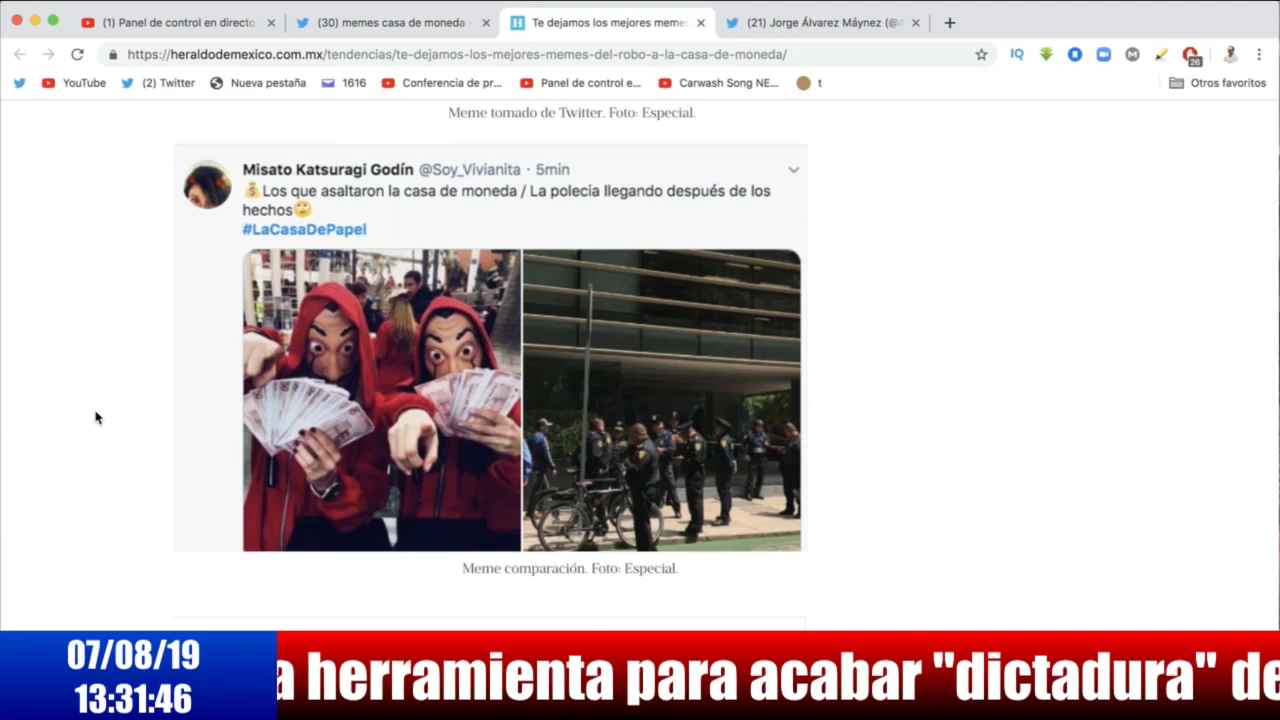 (1) Panel de control en directo
(30) memes casa de moneda -
Te dejamos los mejores memes
(21) Jorge Álvarez Máynez (@
https://heraldodemexico.com.mx/tendencias/te-dejamos-los-mejores-memes-del-robo-a-la-casa-de-moneda/
IQ
M
26
YouTube
(2) Twitter
Nueva pestaña
1616
Conferencia de pr...
Panel de control e...
Carwash Song NE...
t
Otros favoritos
Meme tomado de Twitter. Foto: Especial.
Misato Katsuragi Godín @Soy_Vivianita · 5min
💰Los que asaltaron la casa de moneda / La polecia llegando después de los
hechos🙄
#LaCasaDePapel
Meme comparación. Foto: Especial.
07/08/19
13:31:46
a herramienta para acabar "dictadura" de